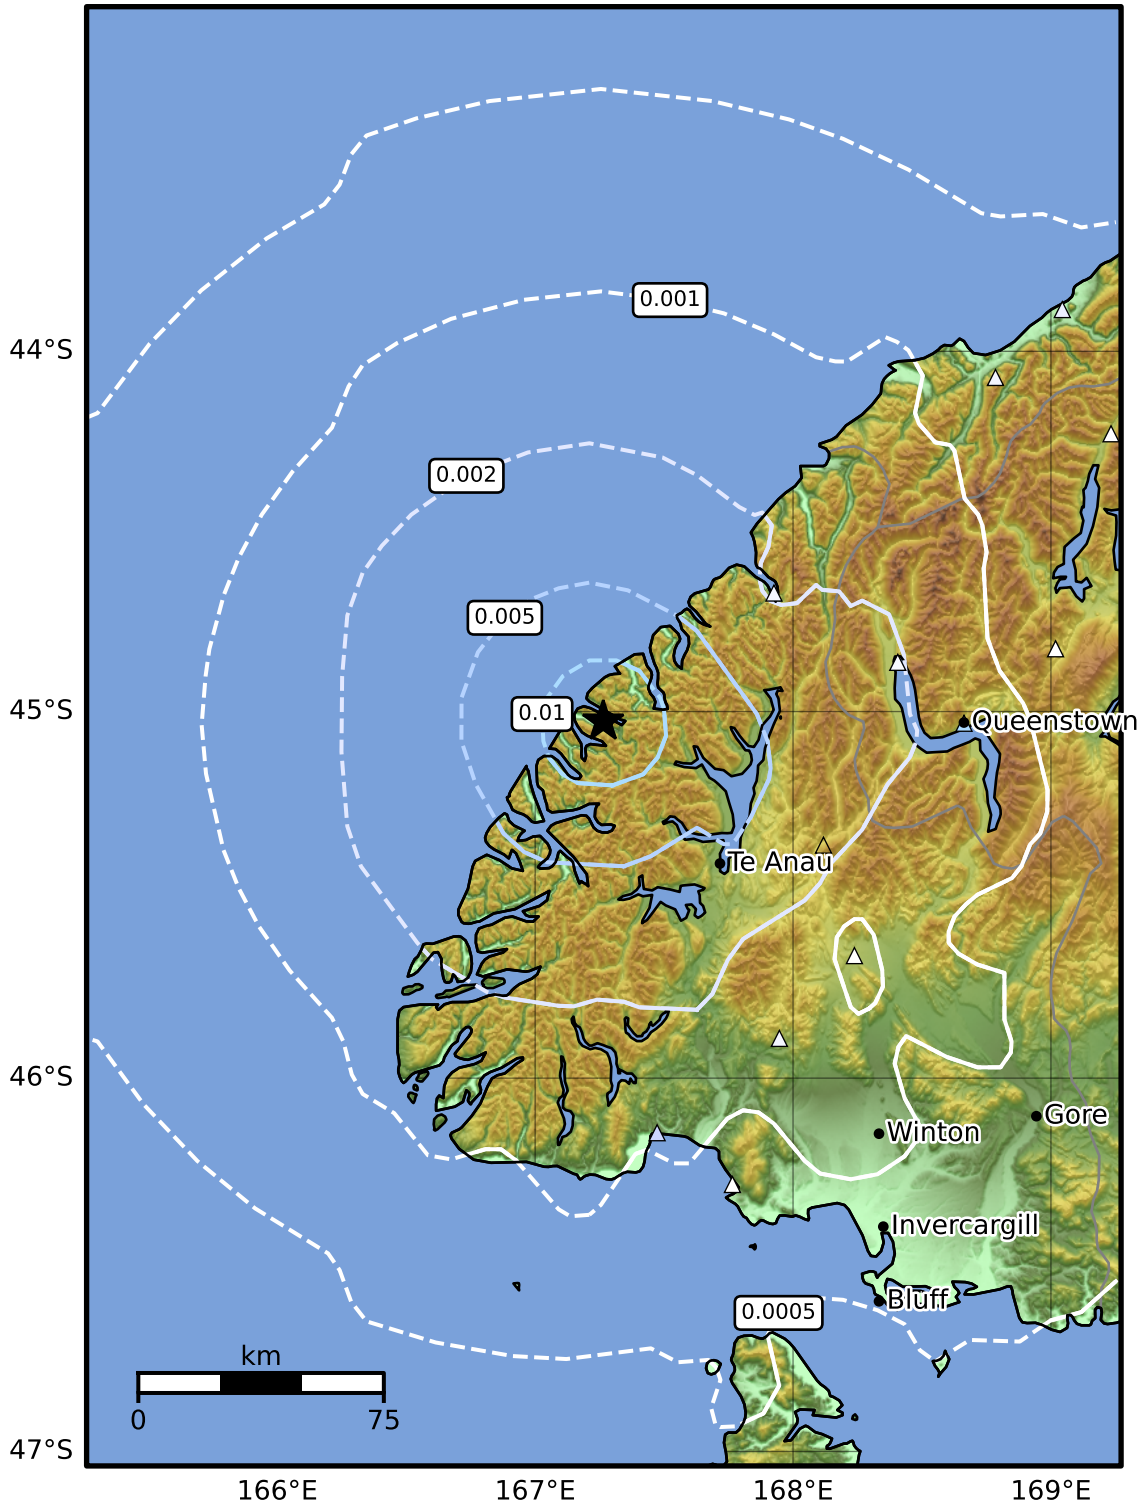 0.001
44°S
0.002
0.005
0.01
45°S
Queenstown
Te Anau
46°S
Gore
Winton
Invercargill
Bluff
0.0005
km
0
75
47°S
166°E
167°E
168°E
169°E